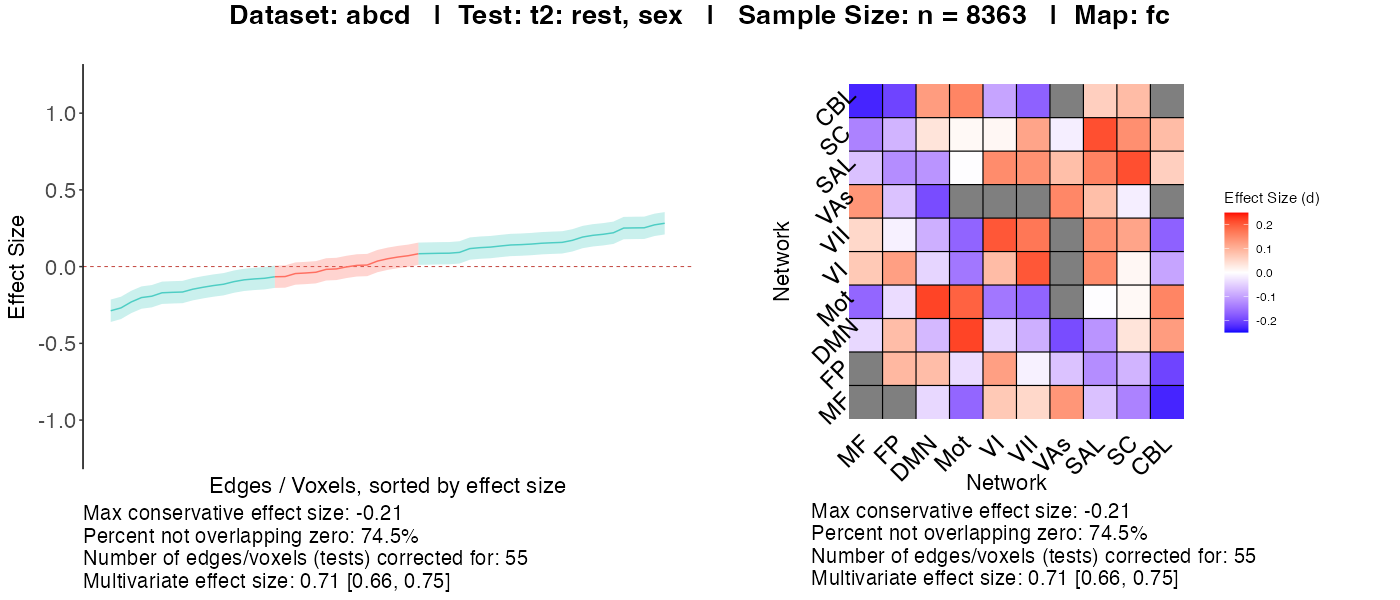 Dataset: abcd | Test: t2: rest, sex | Sample Size: n = 8363 | Map: fc
Effect Size
1.0
0.5
0.0
-0.5
-1.0
Edges / Voxels, sorted by effect size
Max conservative effect size: -0.21
Percent not overlapping zero: 74.5%
Number of edges/voxels (tests) corrected for: 55
Multivariate effect size: 0.71 [0.66, 0.75]
Network
CBL
SC
SAL
VAs
VII
VI
Mot
DMN
FP
MF
MF
FP
DMN
Mot
VI
VII
VAs
SAL
SC
CBL
Network
Effect Size (d)
0.2
0.1
0.0
-0.1
-0.2
Max conservative effect size: -0.21
Percent not overlapping zero: 74.5%
Number of edges/voxels (tests) corrected for: 55
Multivariate effect size: 0.71 [0.66, 0.75]